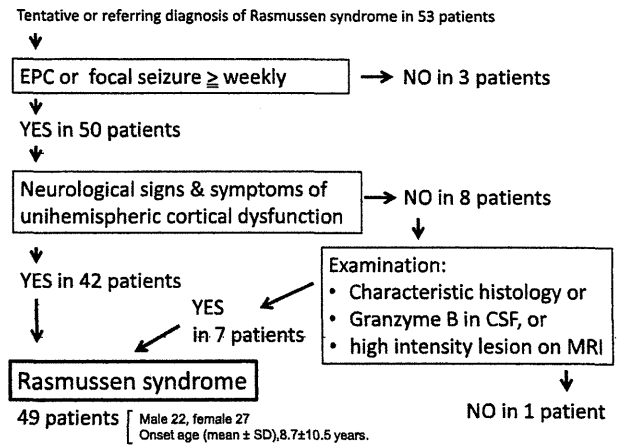 Tentative or referring diagnosis of Rasmussen syndrome in 53 patients
EPC or focal seizure ≧ weekly
NO in 3 patients
YES in 50 patients
Neurological signs & symptoms of
unihemispheric cortical dysfunction
NO in 8 patients
YES in 42 patients
Examination:
• Characteristic histology or
• Granzyme B in CSF, or
• high intensity lesion on MRI
YES
in 7 patients
Rasmussen syndrome
NO in 1 patient
49 patients
Male 22, female 27
Onset age (mean ± SD),8.7±10.5 years.